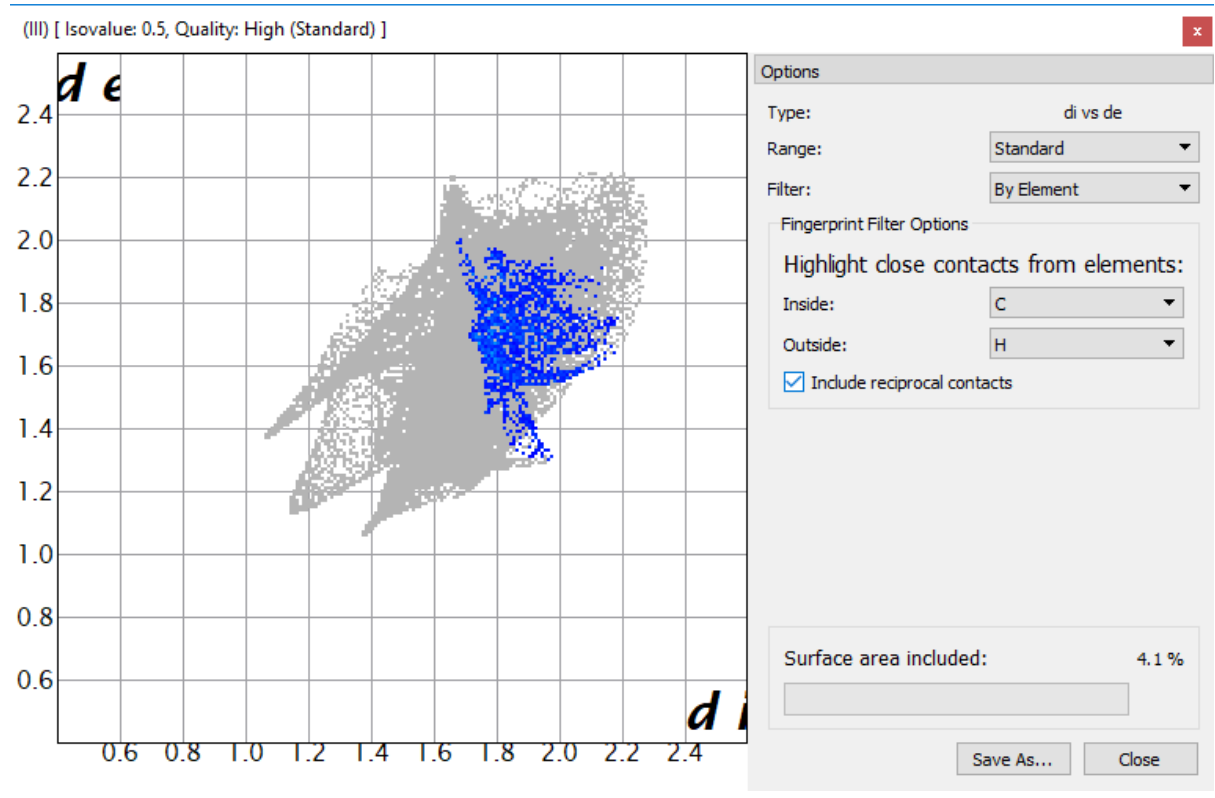 (III) [ Isovalue: 0.5, Quality: High (Standard) ]
x
d e
2.4
2.2
2.0
1.8
1.6
1.4
1.2
1.0
0.8
0.6
d i
0.6 0.8 1.0 1.2 1.4 1.6 1.8 2.0 2.2 2.4
Options
Type: di vs de
Range: Standard
Filter: By Element
Fingerprint Filter Options
Highlight close contacts from elements:
Inside: C
Outside: H
Include reciprocal contacts
Surface area included: 4.1 %
Save As... Close